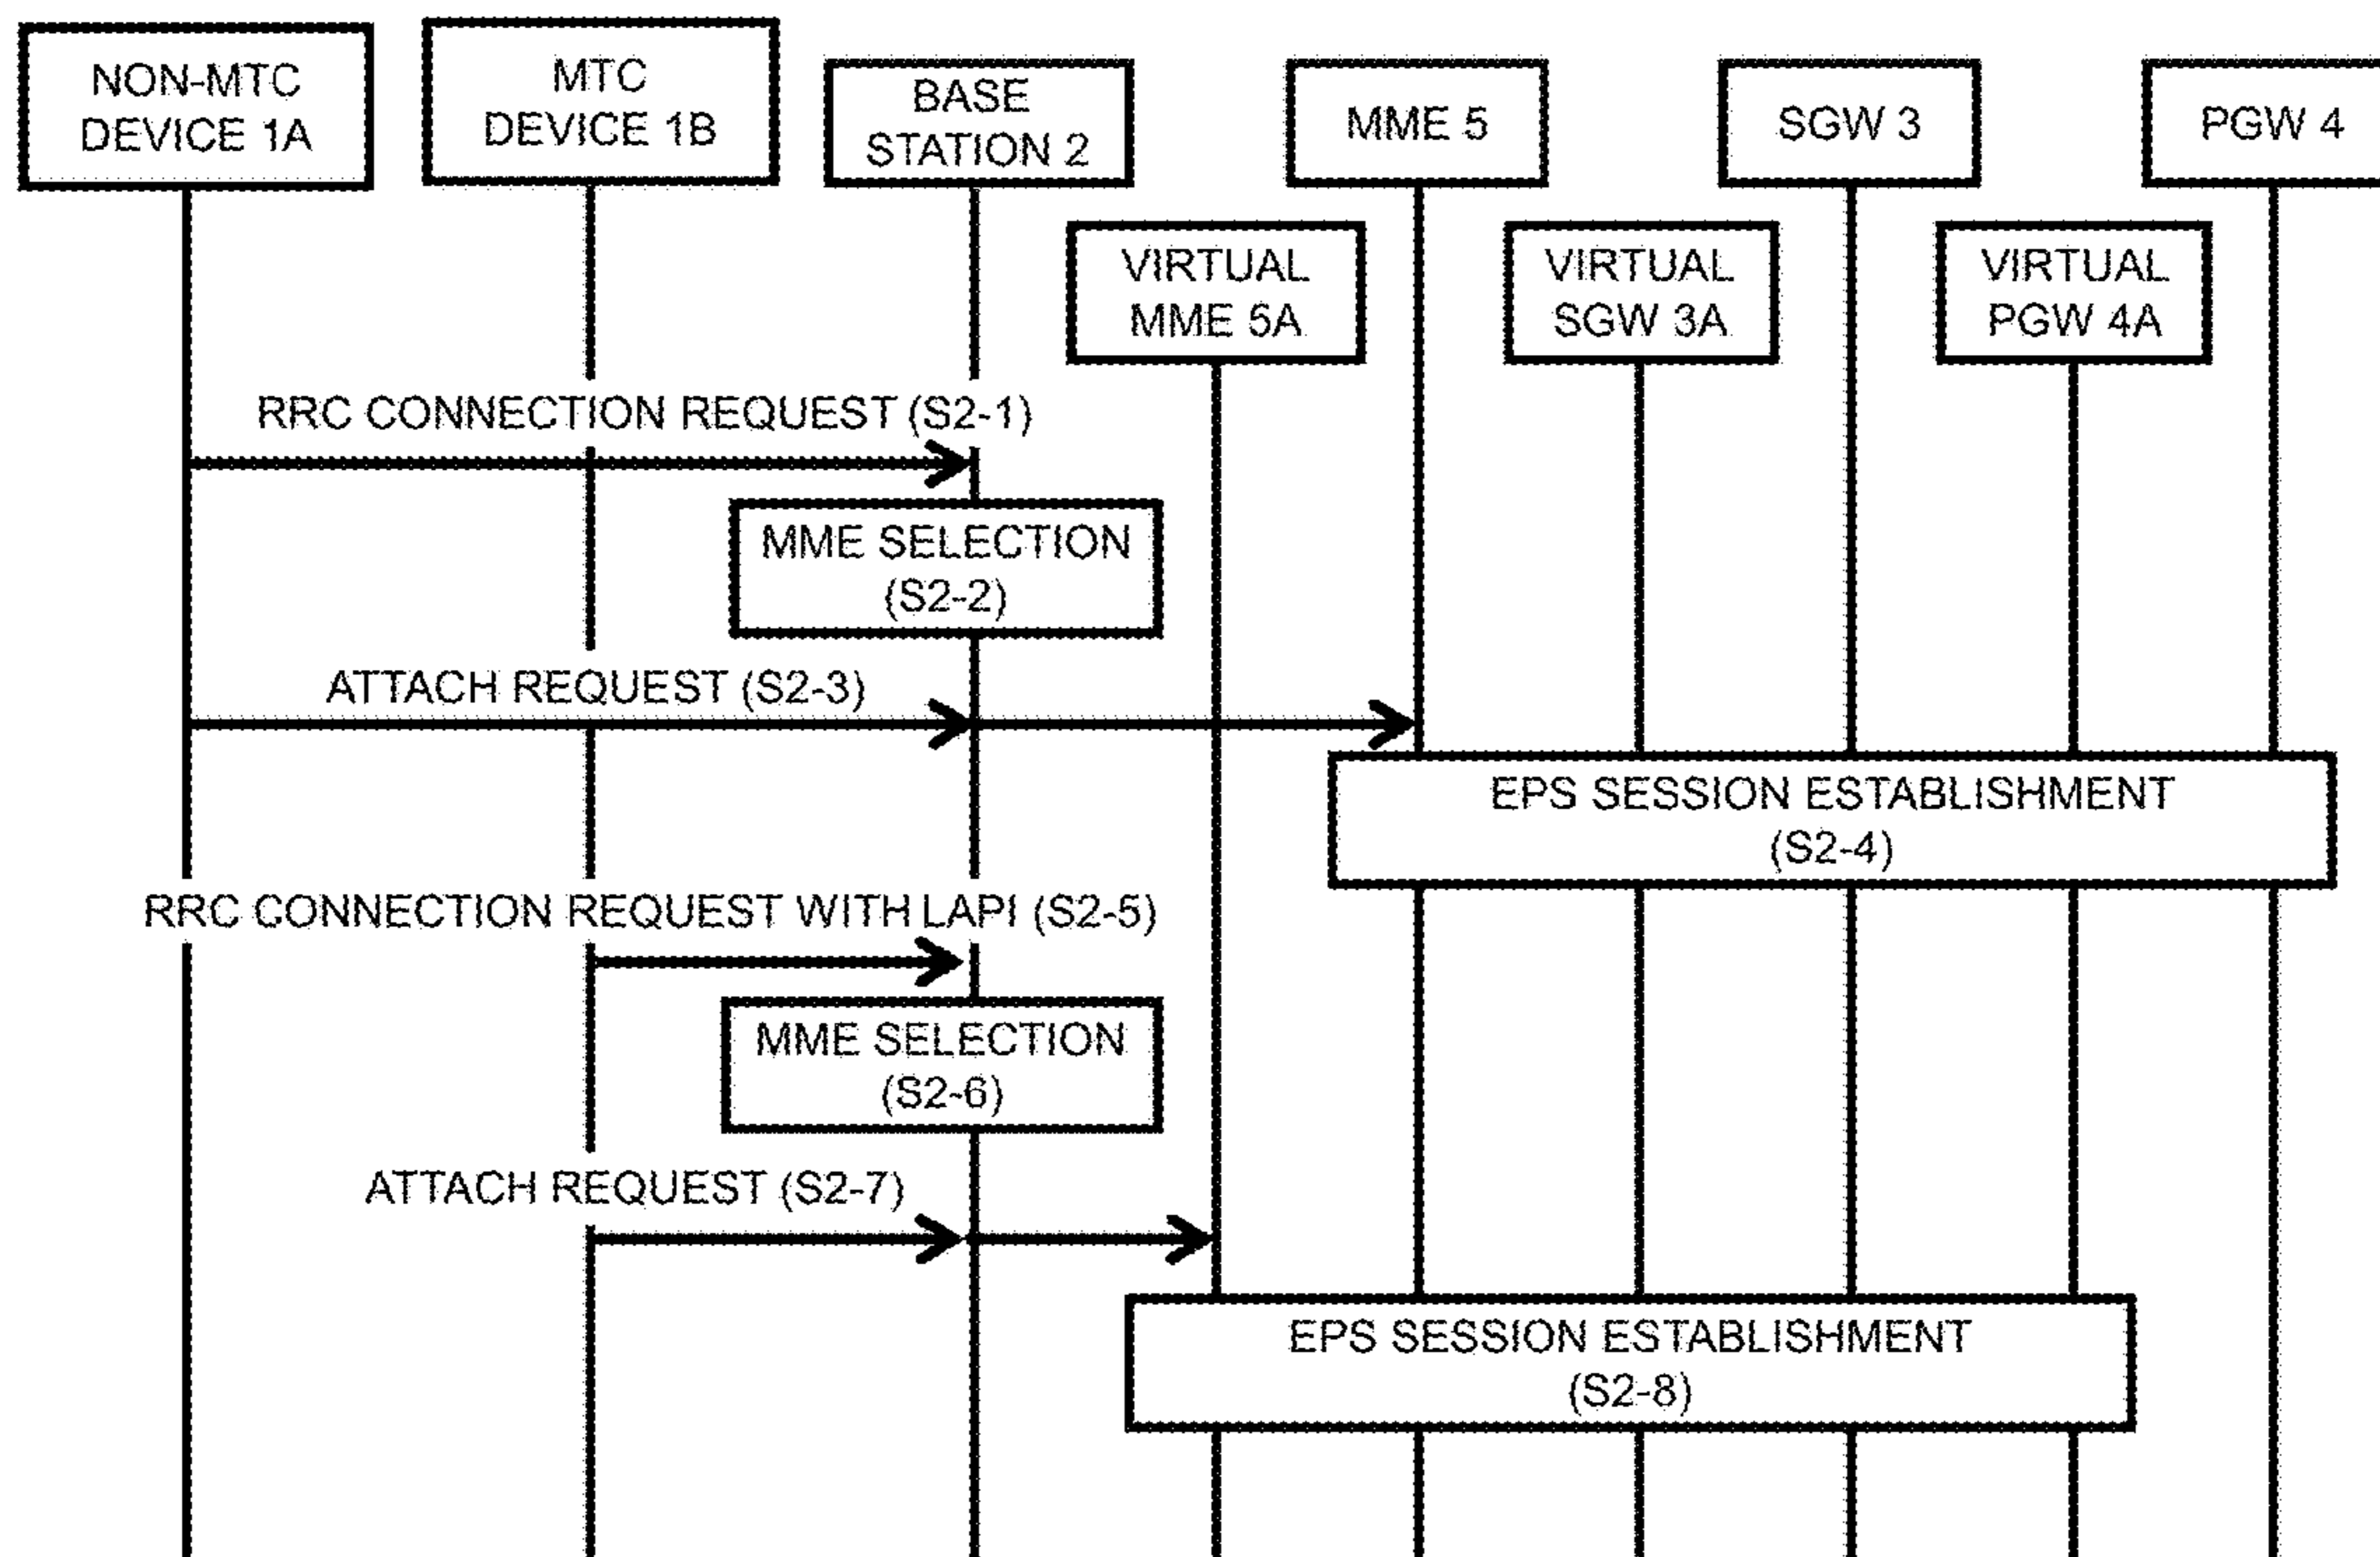 NON-MTC
DEVICE 1A
MTC
DEVICE 1B
BASE
STATION 2
MME 5
SGW 3
PGW 4
VIRTUAL
MME 5A
VIRTUAL
SGW 3A
VIRTUAL
PGW 4A
RRC CONNECTION REQUEST (S2-1)
MME SELECTION
(S2-2)
ATTACH REQUEST (S2-3)
EPS SESSION ESTABLISHMENT
(S2-4)
RRC CONNECTION REQUEST WITH LAPI (S2-5)
MME SELECTION
(S2-6)
ATTACH REQUEST (S2-7)
EPS SESSION ESTABLISHMENT
(S2-8)